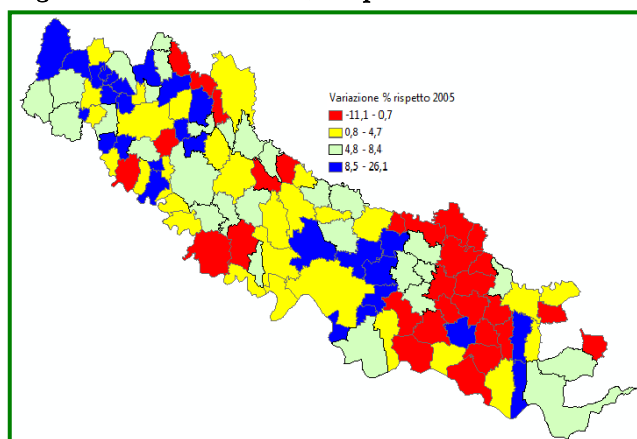 Variazione % rispetto 2005
-11,1 - 0,7
0,8 - 4,7
4,8 - 8,4
8,5 - 26,1